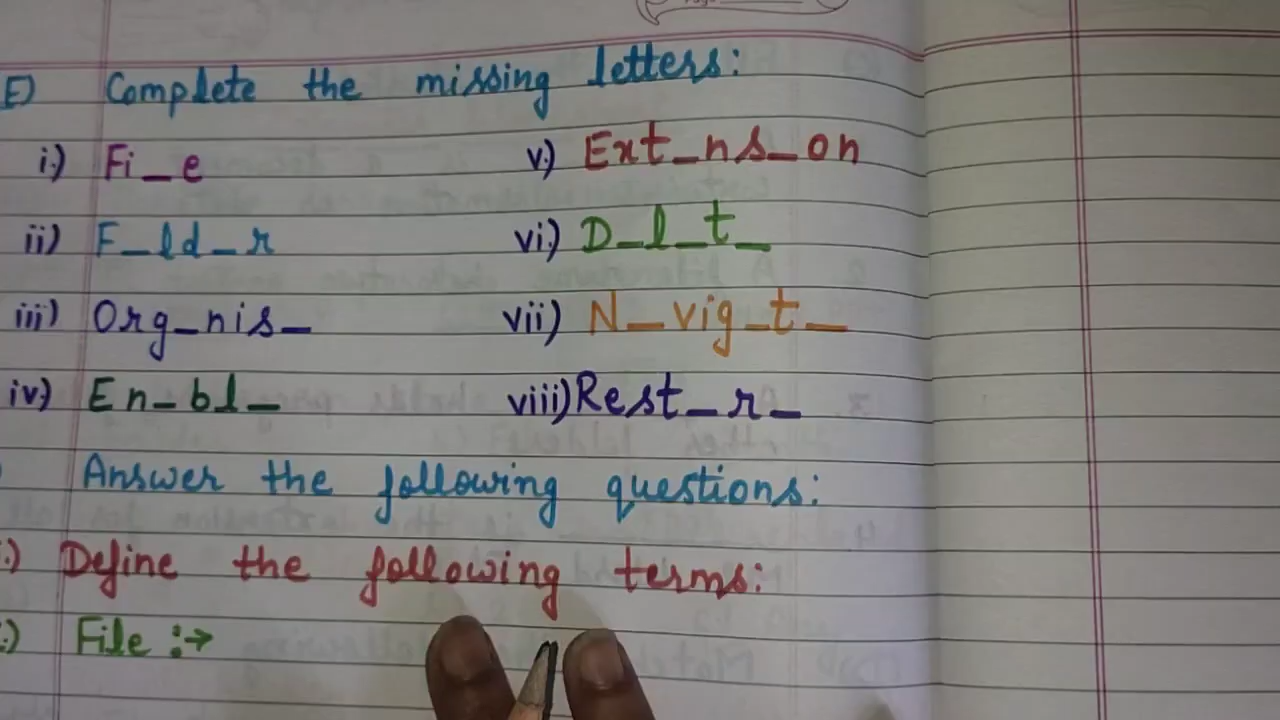 E) Complete the missing letters:
i.) Fi_e
v.) Ext_ns_on
ii) F_ld_r
vi.) D_l_t_
iii) Org_nis_
vii) N_vig_t_
iv.) En_bl_
viii) Rest_r_
Answer the following questions:
.) Define the following terms:
:) File :→